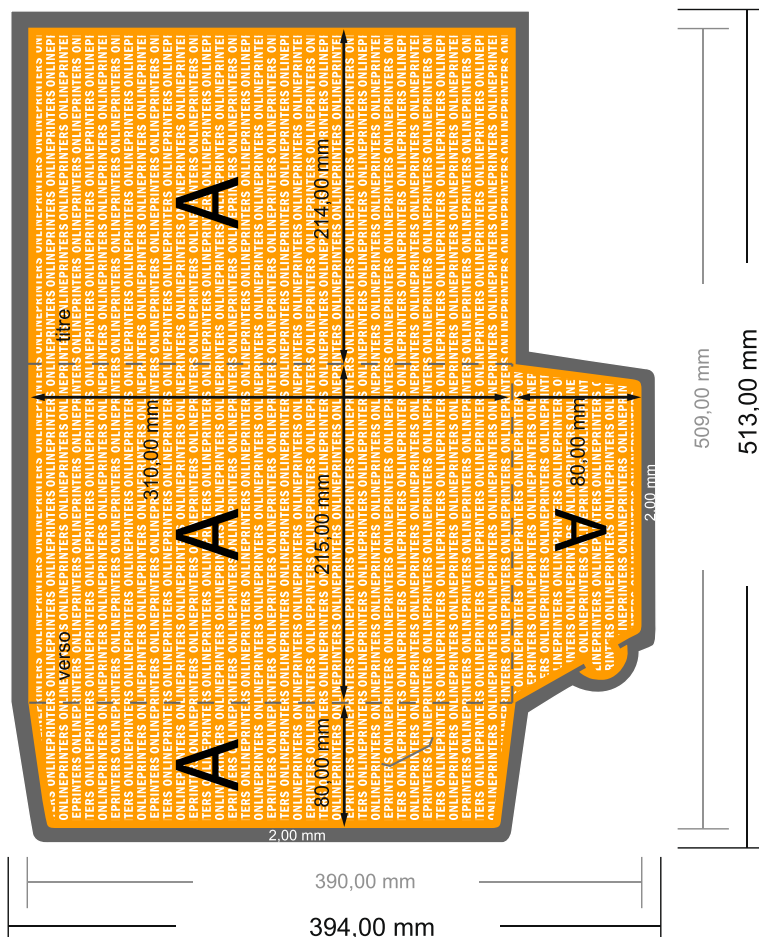 ONLINEPRINTERS ONLINEPRINTERS ONLINEPRINTERS
A
214,00 mm
titre
310,00 mm
80,00 mm
A
215,00 mm
A
2,00 mm
verso
A
80,00 mm
2,00 mm
509,00 mm
513,00 mm
390,00 mm
394,00 mm